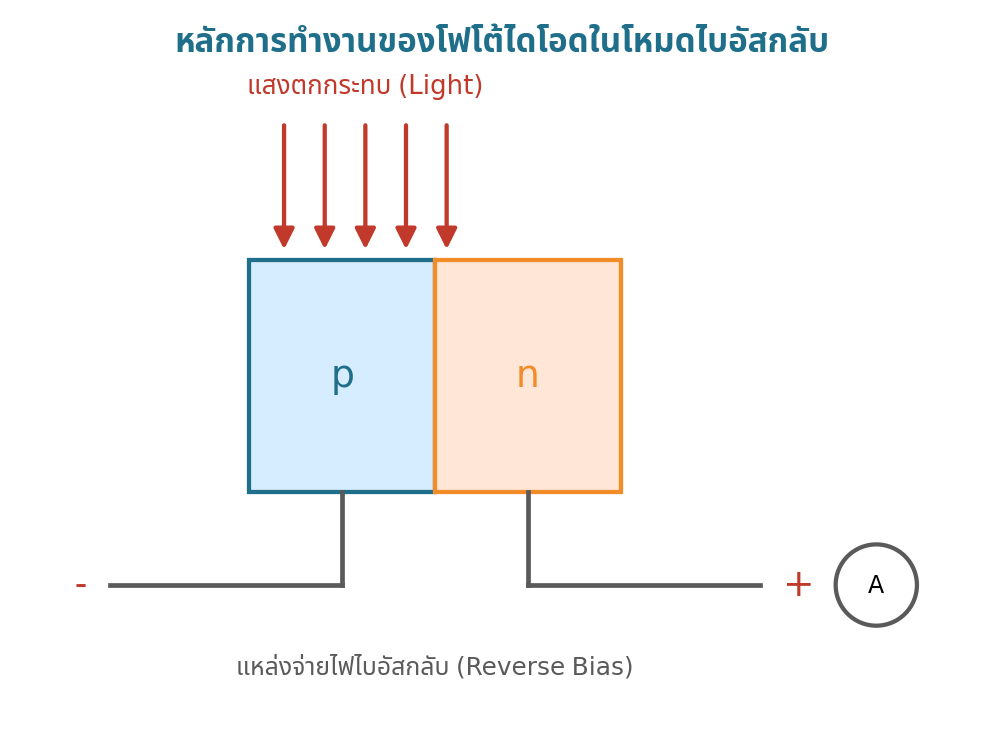 หลักการทำงานของโฟโต้ไดโอดในโหมดไบอัสกลับ
แสงตกกระทบ (Light)
p
n
-
+
A
แหล่งจ่ายไฟไบอัสกลับ (Reverse Bias)